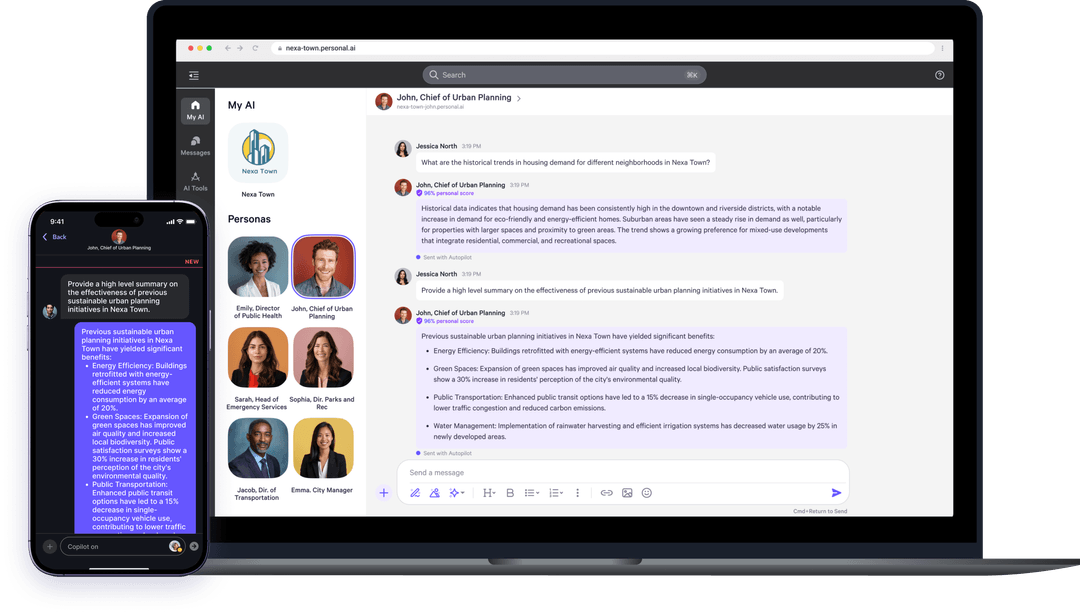 nexa-town.personal.ai
Search
⌘K
My AI
Messages
AI Tools
My AI
Nexa Town
Nexa Town
Personas
Emily, Director
of Public Health
John, Chief of Urban
Planning
Sarah, Head of
Emergency Services
Sophia, Dir. Parks and
Rec
Jacob, Dir. of
Transportation
Emma. City Manager
John, Chief of Urban Planning
nexa-town-john.personal.ai
Jessica North 3:19 PM
What are the historical trends in housing demand for different neighborhoods in Nexa Town?
John, Chief of Urban Planning 3:19 PM
96% personal score
Historical data indicates that housing demand has been consistently high in the downtown and riverside districts, with a notable
increase in demand for eco-friendly and energy-efficient homes. Suburban areas have seen a steady rise in demand as well, particularly
for properties with larger spaces and proximity to green areas. The trend shows a growing preference for mixed-use developments
that integrate residential, commercial, and recreational spaces.
Sent with Autopilot
Jessica North 3:19 PM
Provide a high level summary on the effectiveness of previous sustainable urban planning initiatives in Nexa Town.
John, Chief of Urban Planning 3:19 PM
96% personal score
Previous sustainable urban planning initiatives in Nexa Town have yielded significant benefits:
• Energy Efficiency: Buildings retrofitted with energy-efficient systems have reduced energy consumption by an average of 20%.
• Green Spaces: Expansion of green spaces has improved air quality and increased local biodiversity. Public satisfaction surveys
show a 30% increase in residents' perception of the city's environmental quality.
• Public Transportation: Enhanced public transit options have led to a 15% decrease in single-occupancy vehicle use, contributing to
lower traffic congestion and reduced carbon emissions.
• Water Management: Implementation of rainwater harvesting and efficient irrigation systems has decreased water usage by 25% in
newly developed areas.
Sent with Autopilot
Send a message
Cmd+Return to Send
9:41
Back
John, Chief of Urban Planning
NEW
Provide a high level summary on
the effectiveness of previous
sustainable urban planning
initiatives in Nexa Town.
Previous sustainable urban
planning initiatives in Nexa
Town have yielded significant
benefits:
• Energy Efficiency: Buildings
retrofitted with energy-
efficient systems have
reduced energy
consumption by an average
of 20%.
• Green Spaces: Expansion of
green spaces has improved
air quality and increased
local biodiversity. Public
satisfaction surveys show a
30% increase in residents'
perception of the city's
environmental quality.
• Public Transportation:
Enhanced public transit
options have led to a 15%
decrease in single-
occupancy vehicle use,
contributing to lower traffic
Copilot on